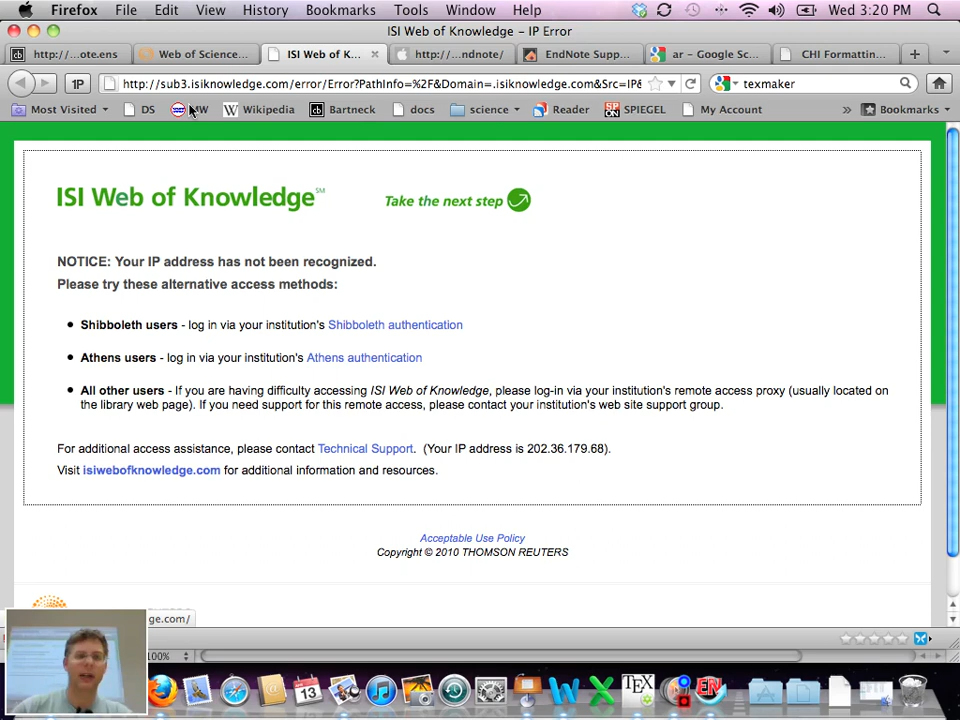 Firefox File Edit View History Bookmarks Tools Window Help Wed 3:20 PM
ISI Web of Knowledge – IP Error
http://...ote.ens] Web of Science... ISI Web of K... http://...ndnote/ EndNote Supp... ar – Google Sc... CHI Formattin...
1P http://sub3.isiknowledge.com/error/Error?PathInfo=%2F&Domain=.isiknowledge.com&Src=IP& texmaker
Most Visited DS Wikipedia Bartneck docs science Reader SPIEGEL My Account Bookmarks
ISI Web of Knowledge SM Take the next step
NOTICE: Your IP address has not been recognized.
Please try these alternative access methods:
Shibboleth users - log in via your institution's Shibboleth authentication
Athens users - log in via your institution's Athens authentication
All other users - If you are having difficulty accessing ISI Web of Knowledge, please log-in via your institution's remote access proxy (usually located on
the library web page). If you need support for this remote access, please contact your institution's web site support group.
For additional access assistance, please contact Technical Support. (Your IP address is 202.36.179.68).
Visit isiwebofknowledge.com for additional information and resources.
Acceptable Use Policy
Copyright © 2010 THOMSON REUTERS
ge.com/
100%
13 TEX EN